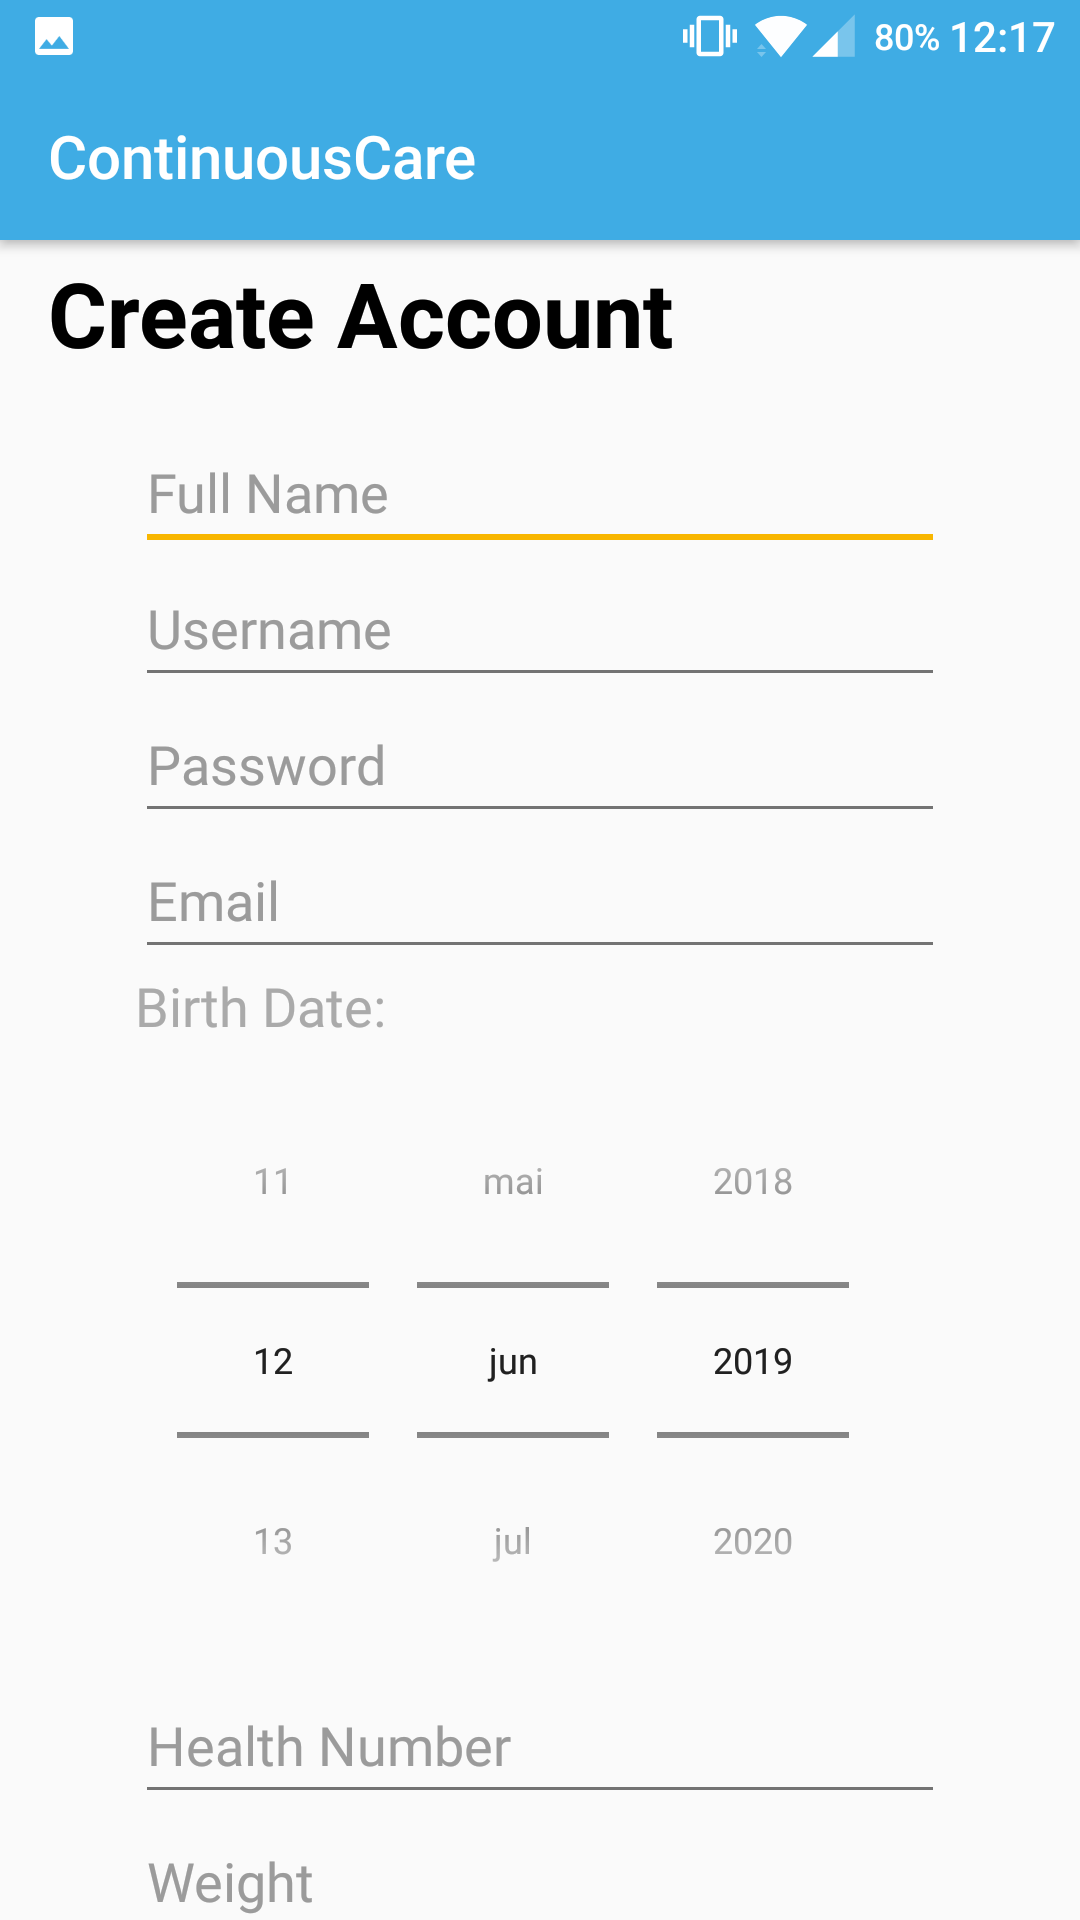 80% 12:17
ContinuousCare
Create Account
Full Name
Username
Password
Email
Birth Date:
11 mai 2018
12 jun 2019
13 jul 2020
Health Number
Weight